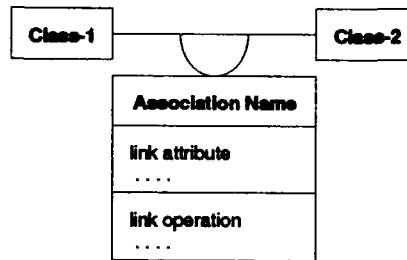 Class-1
Class-2
Association Name
link attribute
. . . .
link operation
. . . .